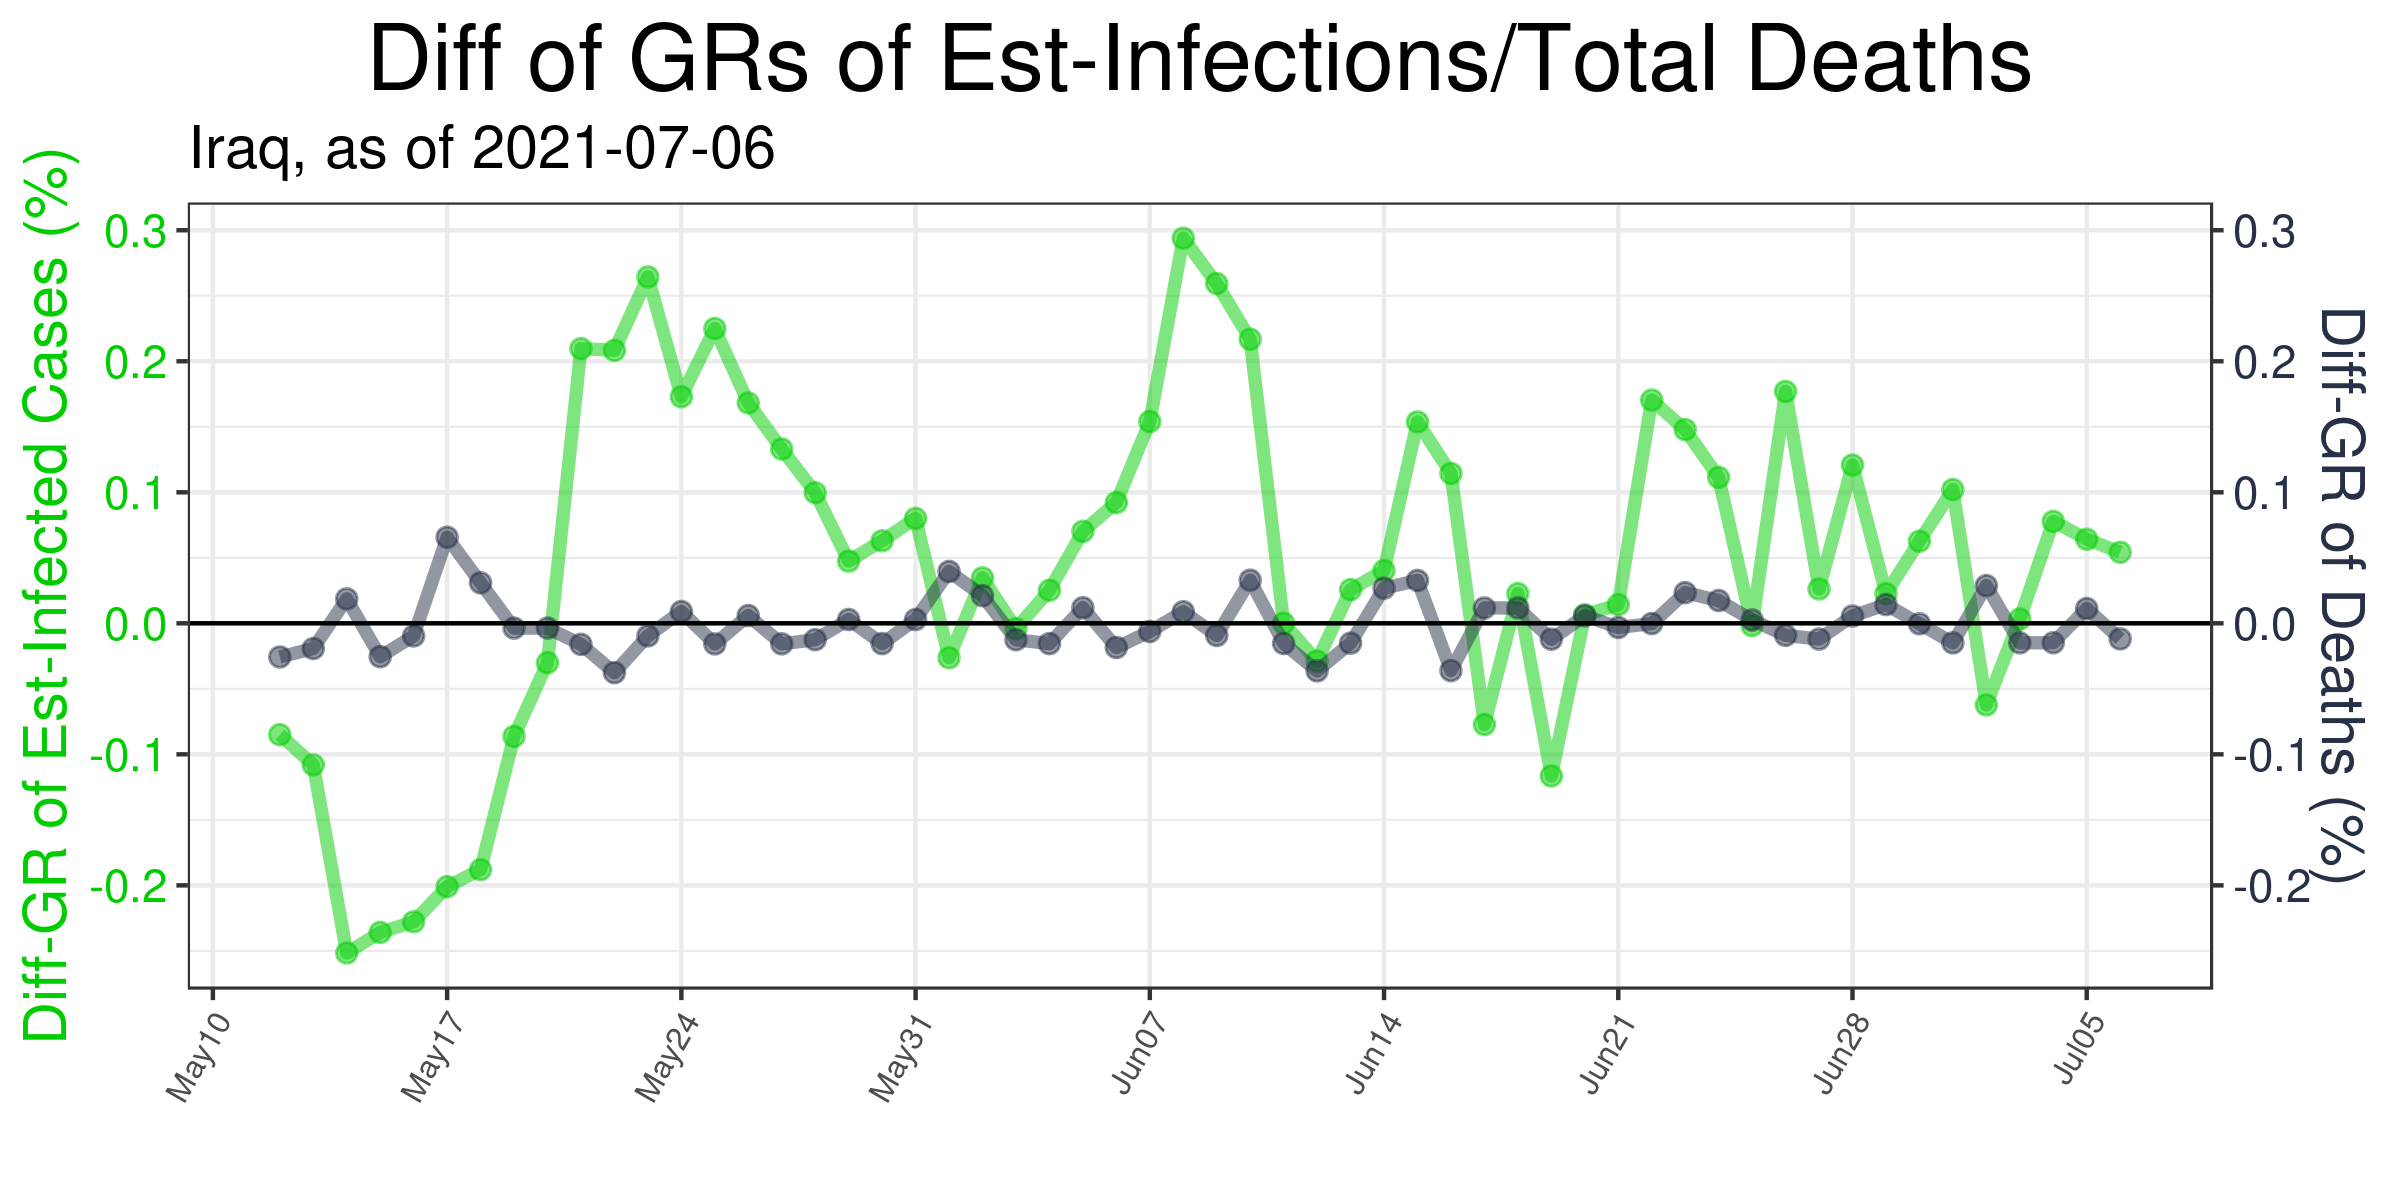 Diff of GRs of Est-Infections/Total Deaths
Iraq, as of 2021-07-06
Diff-GR of Est-Infected Cases (%)
0.3
0.2
0.1
0.0
-0.1
-0.2
0.3
0.2
0.1
0.0
-0.1
-0.2
Diff-GR of Deaths (%)
May10
May17
May24
May31
Jun07
Jun14
Jun21
Jun28
Jul05